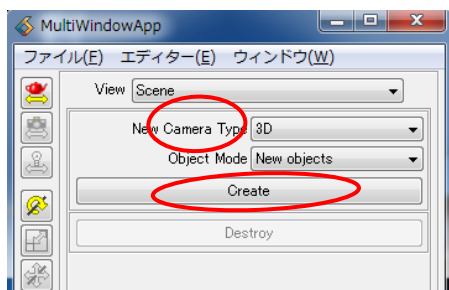 MultiWindowApp
ファイル(F) エディター(E) ウィンドウ(W)
View Scene
New Camera Type 3D
Object Mode New objects
Create
Destroy